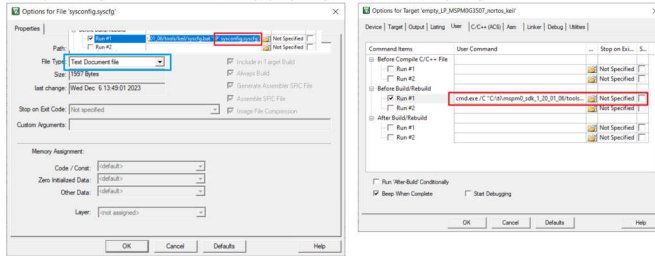 Options for File 'sysconfig.syscfg'
Properties
Run #1
_01_06/tools/keil/syscfg.bat 'P' sysconfig.syscfg
Not Specified
Run #2
Not Specified
Path:
File Type: Text Document file
Include in Target Build
Size: 1997 Bytes
Always Build
last change: Wed Dec 6 13:49:01 2023
Generate Assembler SRC File
Assemble SRC File
Stop on Exit Code: Not specified
Image File Compression
Custom Arguments:
Memory Assignment:
Code / Const: <default>
Zero Initialized Data: <default>
Other Data: <default>
Layer: <not assigned>
OK Cancel Defaults Help
Options for Target 'empty_LP_MSPM0G3507_nortos_keil'
Device Target Output Listing User C/C++ (AC6) Asm Linker Debug Utilities
Command Items User Command ... Stop on Exi... S...
Before Compile C/C++ File
Run #1 Not Specified
Run #2 Not Specified
Before Build/Rebuild
Run #1 cmd.exe /C "C:\ti\mspm0_sdk_1_20_01_06/tools... Not Specified
Run #2 Not Specified
After Build/Rebuild
Run #1 Not Specified
Run #2 Not Specified
Run 'After-Build' Conditionally
Beep When Complete Start Debugging
OK Cancel Defaults Help